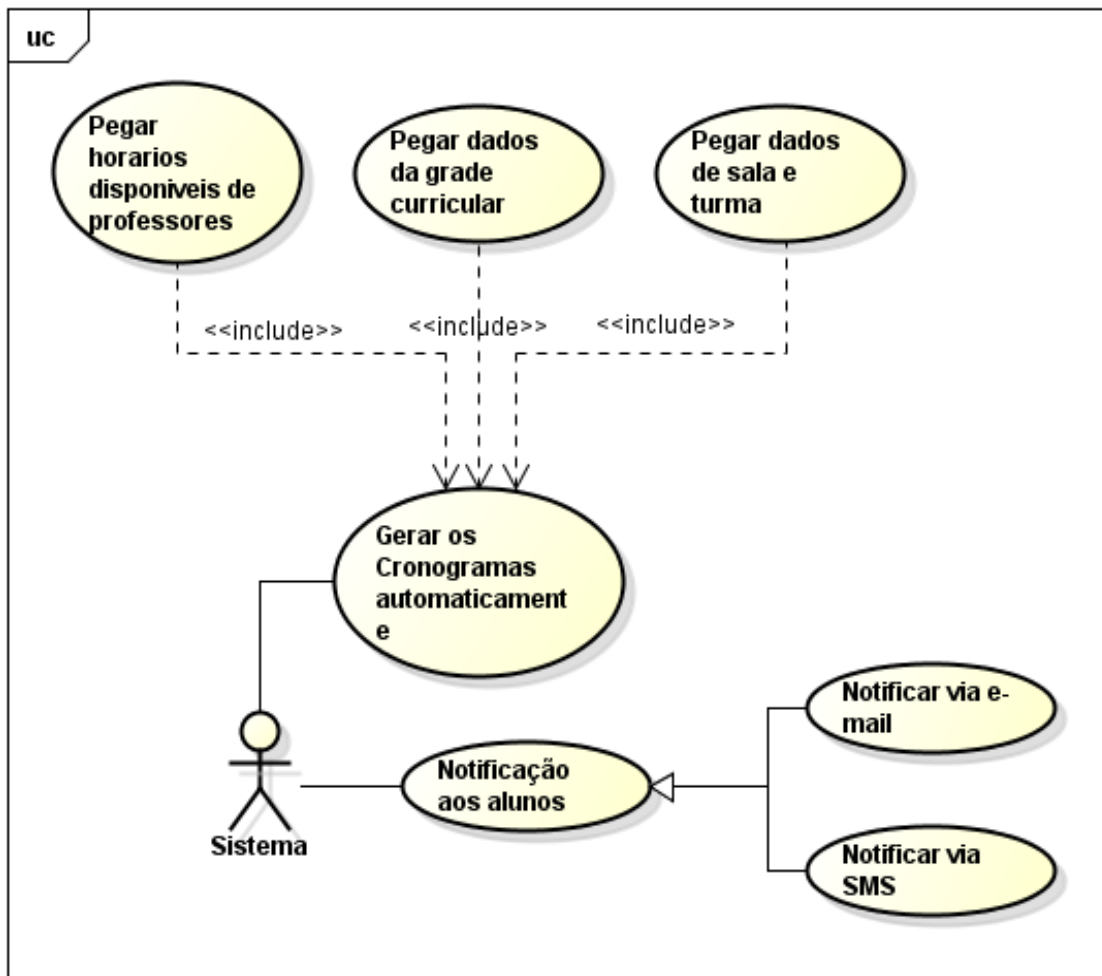 uc
Pegar
horarios
disponiveis de
professores
Pegar dados
da grade
curricular
Pegar dados
de sala e
turma
<<include>>
<<include>>
<<include>>
Gerar os
Cronogramas
automaticament
e
Notificar via e-
mail
Notificação
aos alunos
Sistema
Notificar via
SMS